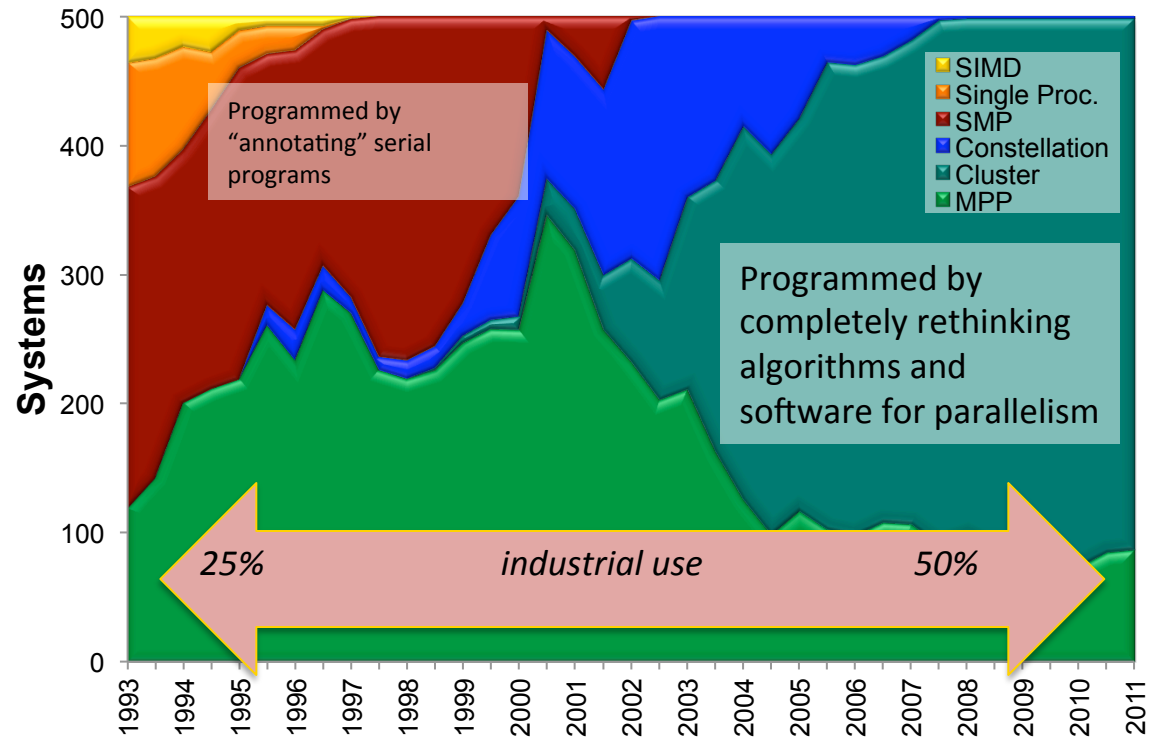 500
400
300
200
100
0
Systems
Programmed by
“annotating” serial
programs
SIMD
Single Proc.
SMP
Constellation
Cluster
MPP
Programmed by
completely rethinking
algorithms and
software for parallelism
25% industrial use 50%
1993
1994
1995
1996
1997
1998
1999
2000
2001
2002
2003
2004
2005
2006
2007
2008
2009
2010
2011